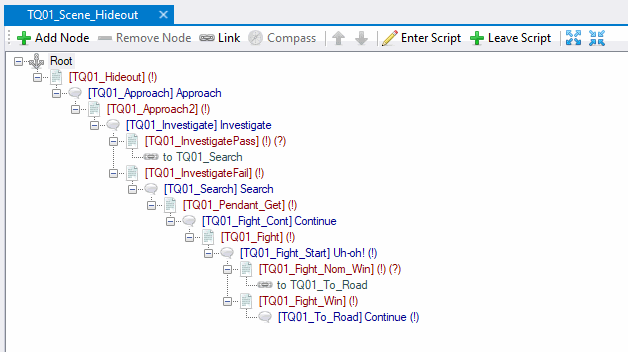 TQ01_Scene_Hideout ×
Add Node Remove Node Link Compass Enter Script Leave Script
Root
[TQ01_Hideout] (!)
[TQ01_Approach] Approach
[TQ01_Approach2] (!)
[TQ01_Investigate] Investigate
[TQ01_InvestigatePass] (!) (?)
to TQ01_Search
[TQ01_InvestigateFail] (!)
[TQ01_Search] Search
[TQ01_Pendant_Get] (!)
[TQ01_Fight_Cont] Continue
[TQ01_Fight] (!)
[TQ01_Fight_Start] Uh-oh! (!)
[TQ01_Fight_Nom_Win] (!) (?)
to TQ01_To_Road
[TQ01_Fight_Win] (!)
[TQ01_To_Road] Continue (!)